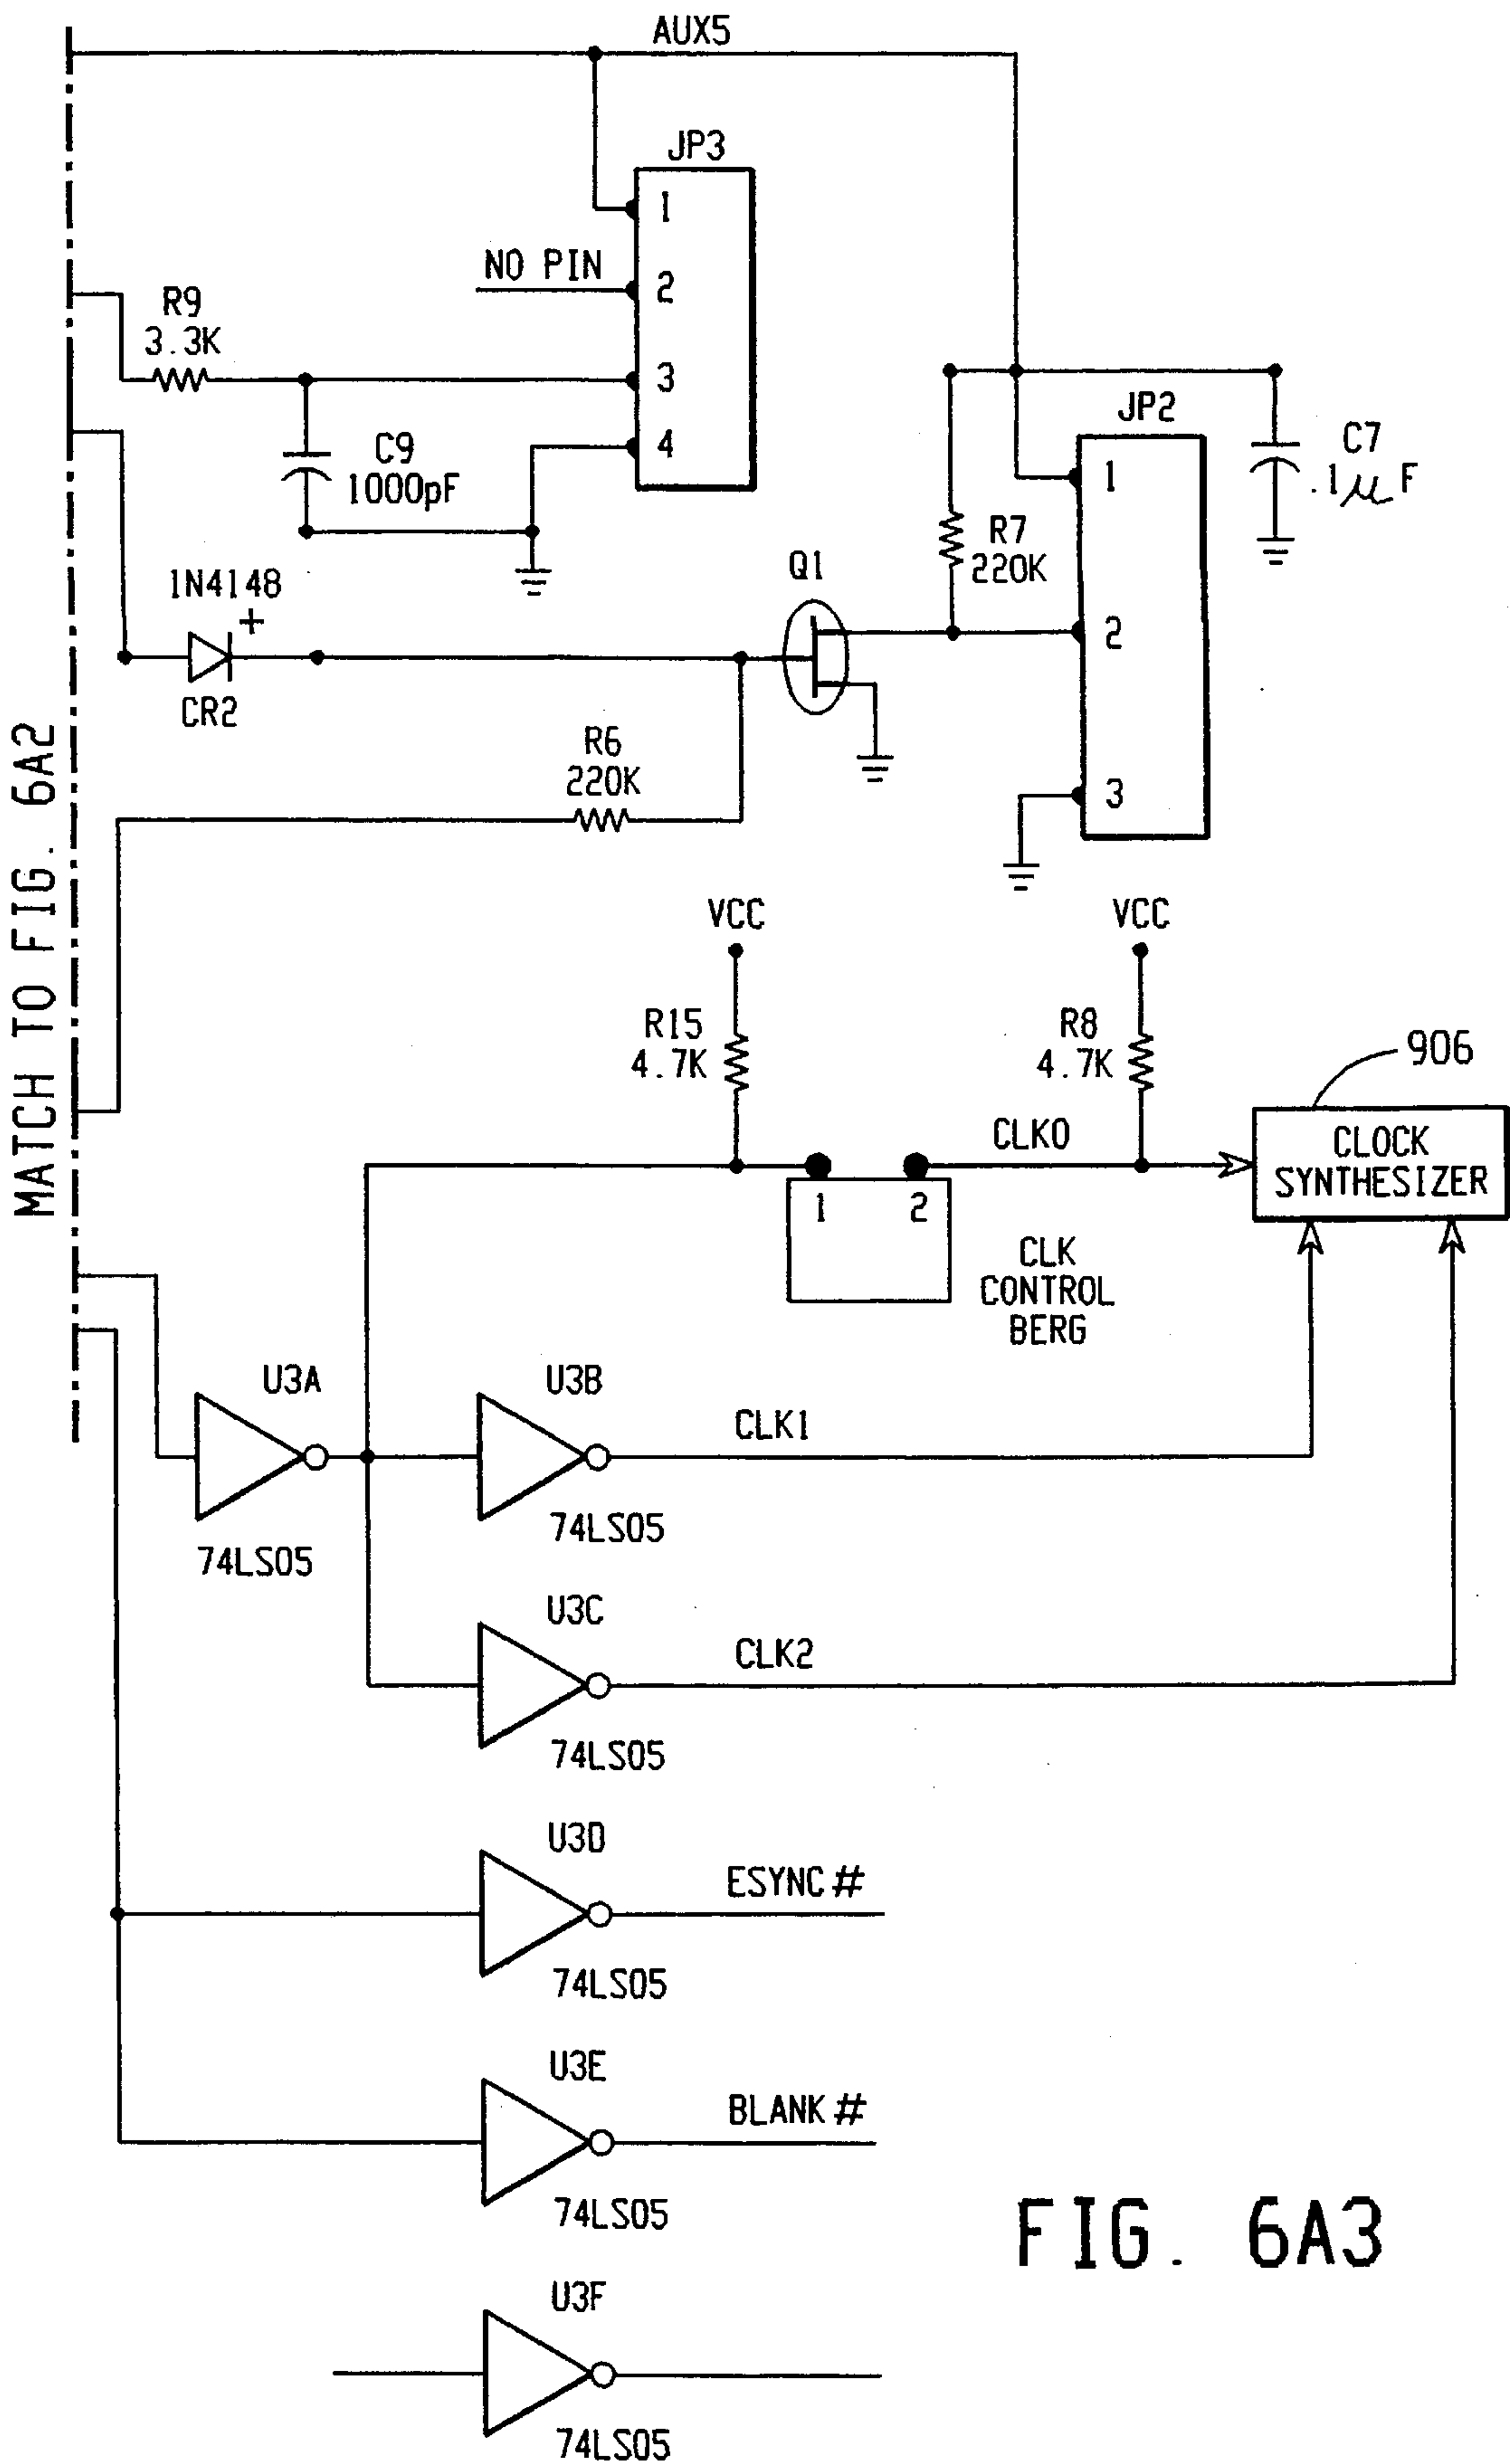 AUX5
JP3
1
NO PIN
2
R9
3.3K
3
4
C9
1000pF
JP2
C7
.1μF
1
R7
220K
2
3
Q1
1N4148
+
CR2
R6
220K
MATCH TO FIG. 6A2
VCC
VCC
R15
4.7K
R8
4.7K
906
CLK0
CLOCK
SYNTHESIZER
1 2
CLK
CONTROL
BERG
U3A
74LS05
U3B
CLK1
74LS05
U3C
CLK2
74LS05
U3D
ESYNC#
74LS05
U3E
BLANK#
74LS05
U3F
74LS05
FIG. 6A3